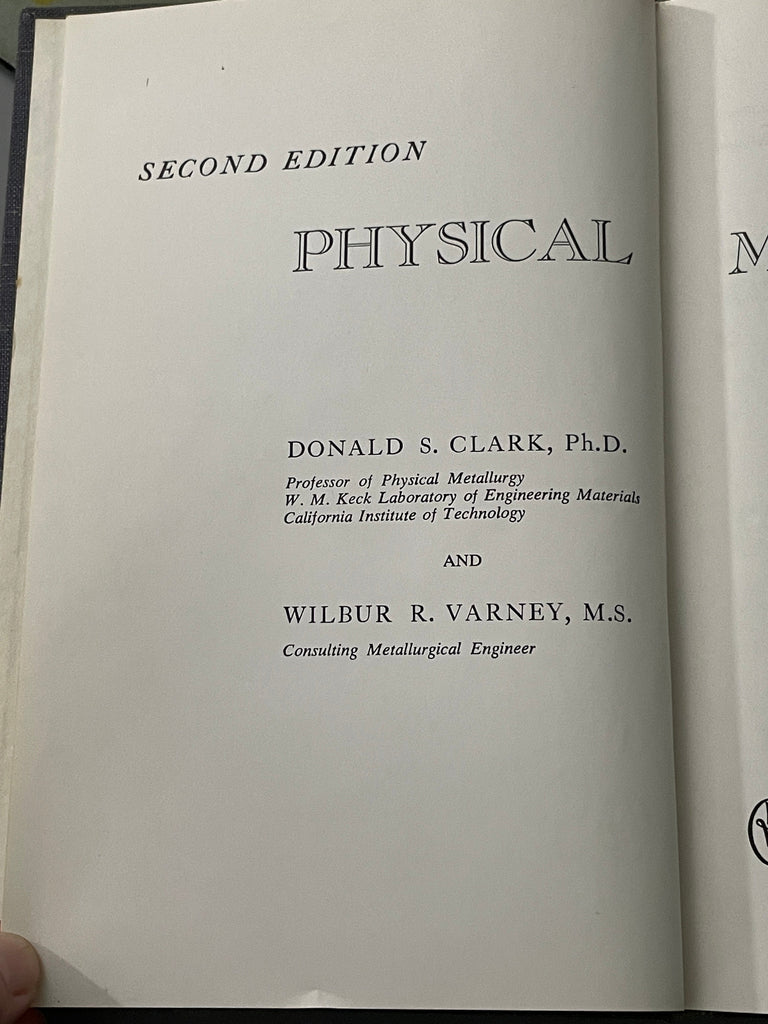 SECOND EDITION
PHYSICAL M
DONALD S. CLARK, Ph.D.
Professor of Physical Metallurgy
W. M. Keck Laboratory of Engineering Materials
California Institute of Technology
AND
WILBUR R. VARNEY, M.S.
Consulting Metallurgical Engineer